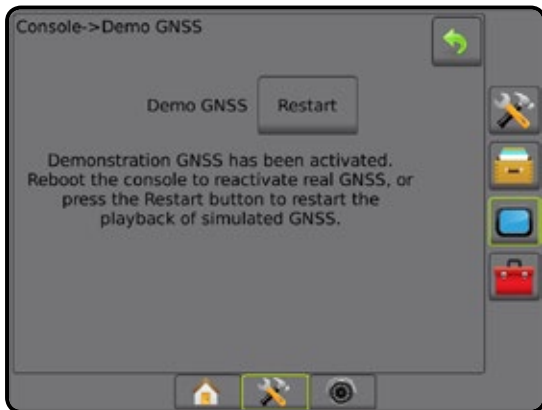 Console->Demo GNSS
Demo GNSS Restart
Demonstration GNSS has been activated.
Reboot the console to reactivate real GNSS, or
press the Restart button to restart the
playback of simulated GNSS.